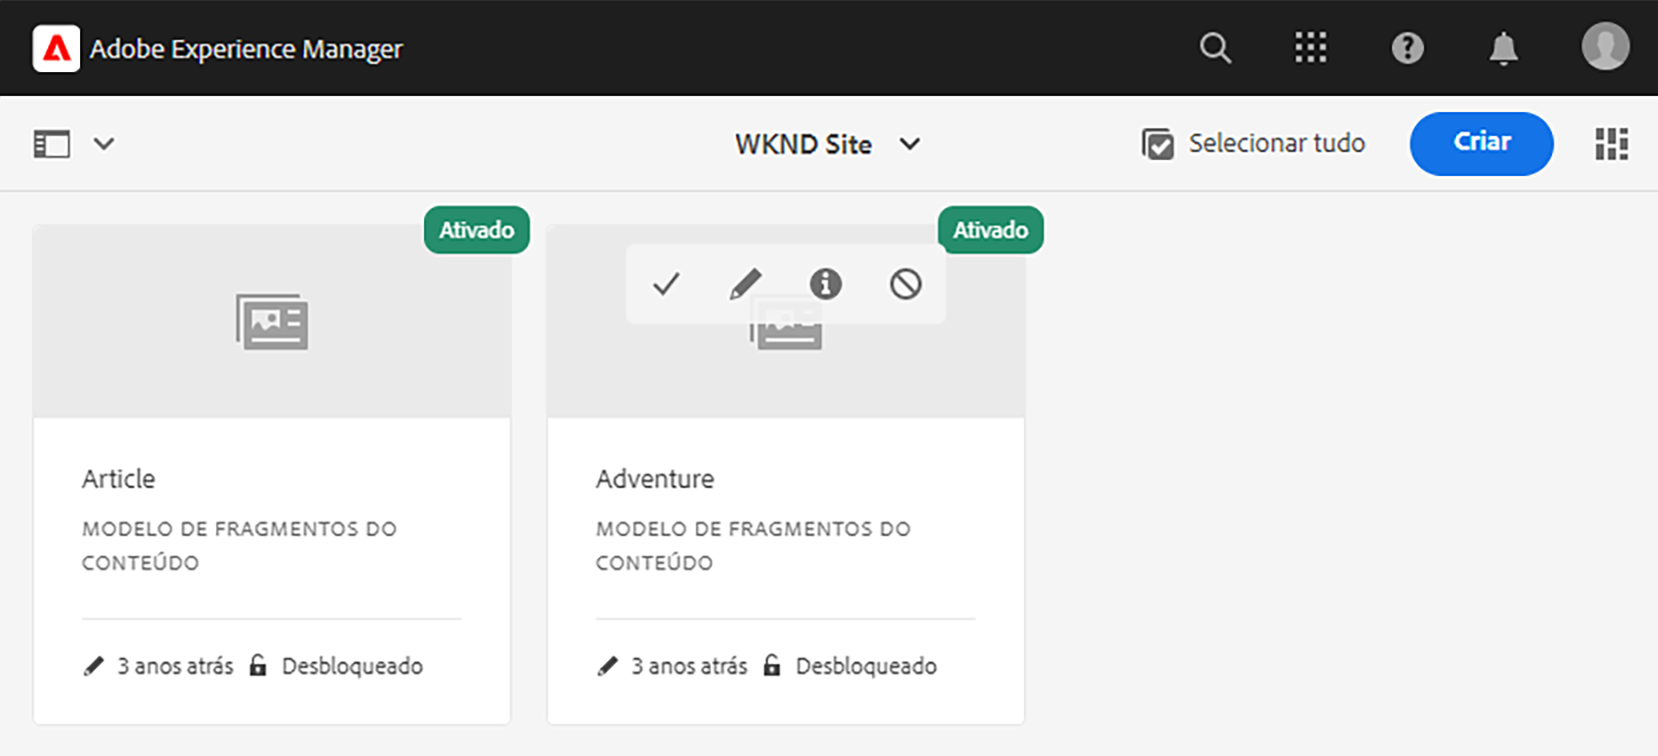 Adobe Experience Manager
WKND Site
Selecionar tudo
Criar
Ativado
Ativado
Article
MODELO DE FRAGMENTOS DO
CONTEÚDO
3 anos atrás Desbloqueado
Adventure
MODELO DE FRAGMENTOS DO
CONTEÚDO
3 anos atrás Desbloqueado